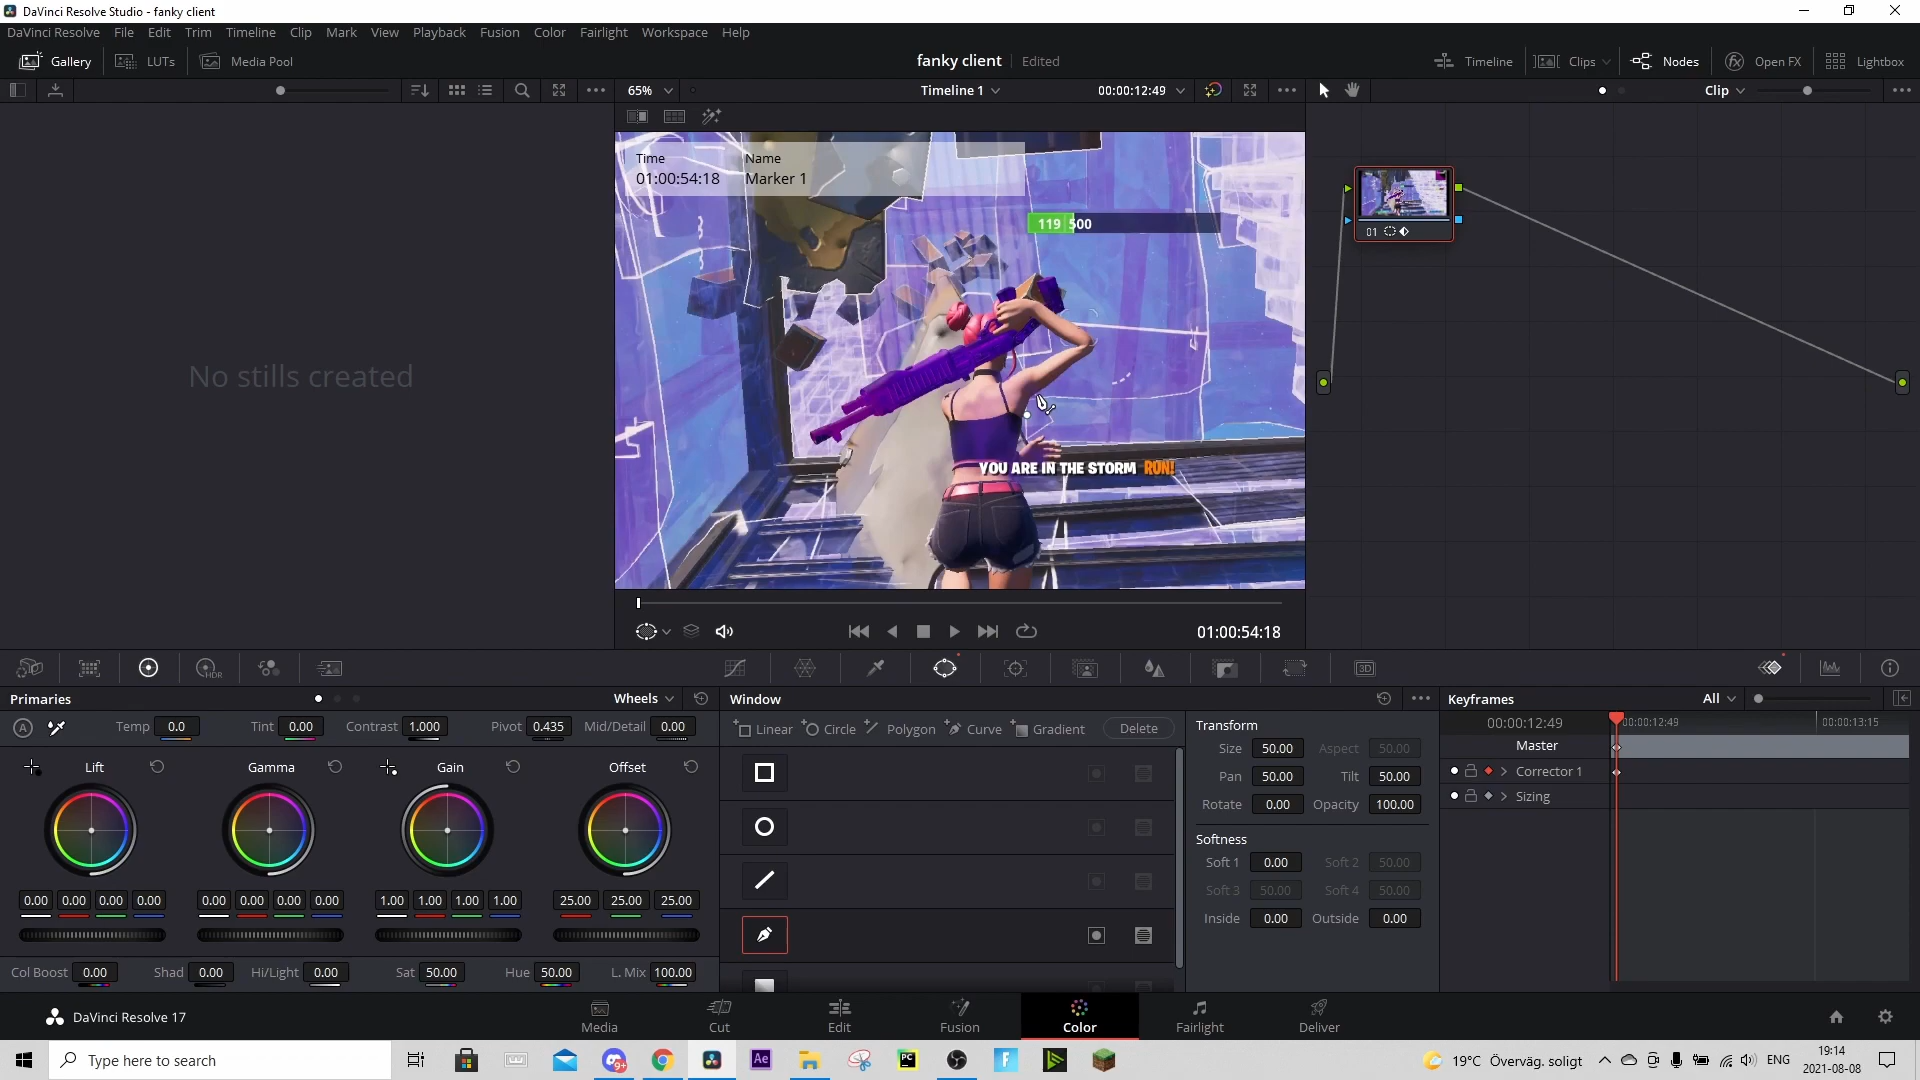 DaVinci Resolve Studio - fanky client
DaVinci Resolve File Edit Trim Timeline Clip Mark View Playback Fusion Color Fairlight Workspace Help
Gallery LUTs Media Pool fanky client Edited Timeline Clips Nodes Open FX Lightbox
65% Timeline 1 00:00:12:49 Clip
Time Name
01:00:54:18 Marker 1
119 500
01
No stills created
YOU ARE IN THE STORM RUN!
01:00:54:18
HDR
3D
Primaries Wheels Window Keyframes All
A Temp 0.0 Tint 0.00 Contrast 1.000 Pivot 0.435 Mid/Detail 0.00
Linear Circle Polygon Curve Gradient Delete
Lift Gamma Gain Offset
0.00 0.00 0.00 0.00 0.00 0.00 0.00 0.00 1.00 1.00 1.00 1.00 25.00 25.00 25.00
Col Boost 0.00 Shad 0.00 Hi/Light 0.00 Sat 50.00 Hue 50.00 L. Mix 100.00
Transform
Size 50.00 Aspect 50.00
Pan 50.00 Tilt 50.00
Rotate 0.00 Opacity 100.00
Softness
Soft 1 0.00 Soft 2 50.00
Soft 3 50.00 Soft 4 50.00
Inside 0.00 Outside 0.00
00:00:12:49 00:00:12:49 00:00:13:15
Master
Corrector 1
Sizing
DaVinci Resolve 17 Media Cut Edit Fusion Color Fairlight Deliver
Type here to search 9+ Ae PC F 19°C Överväg. soligt ENG 19:14
2021-08-08